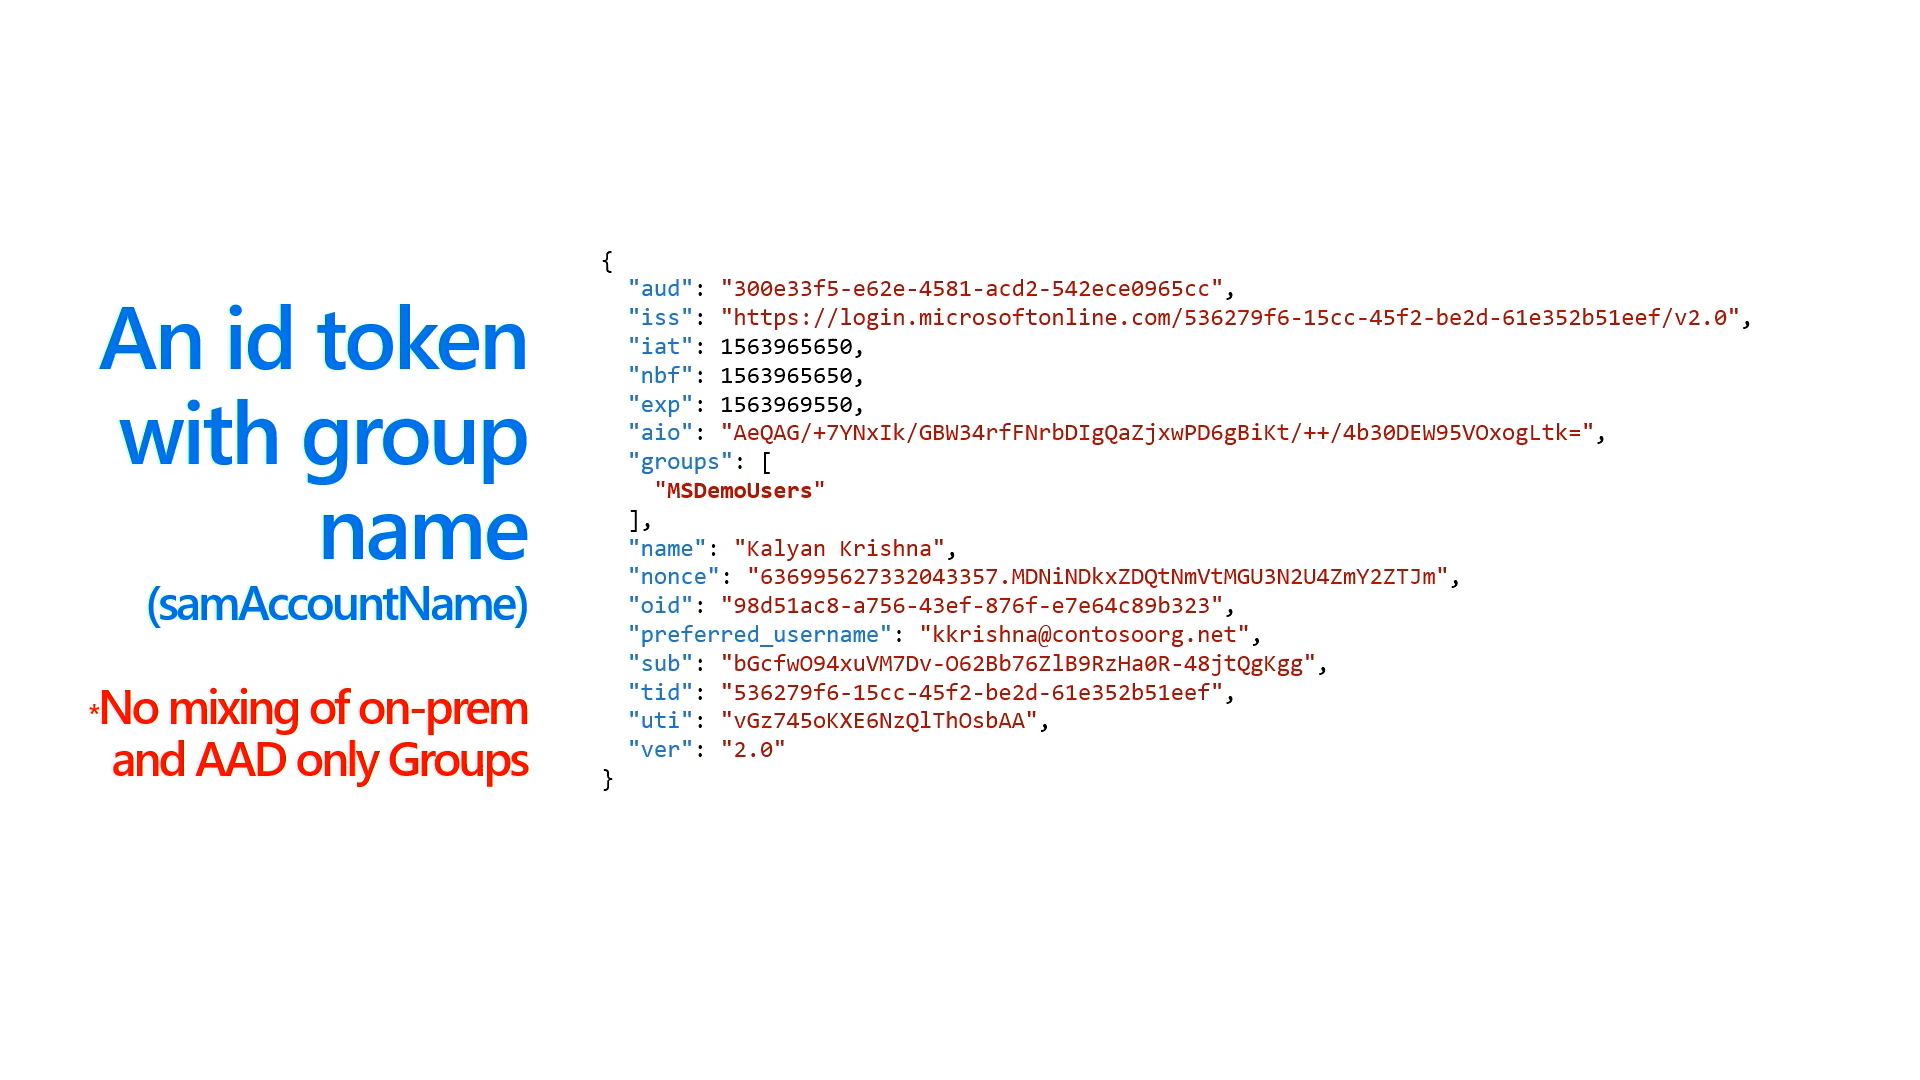 An id token
with group
name
(samAccountName)
*No mixing of on-prem
and AAD only Groups
{
"aud": "300e33f5-e62e-4581-acd2-542ece0965cc",
"iss": "https://login.microsoftonline.com/536279f6-15cc-45f2-be2d-61e352b51eef/v2.0",
"iat": 1563965650,
"nbf": 1563965650,
"exp": 1563969550,
"aio": "AeQAG/+7YNxIk/GBW34rfFNrbDIgQaZjxwPD6gBiKt/++/4b30DEW95VOxogLtk=",
"groups": [
"MSDemoUsers"
],
"name": "Kalyan Krishna",
"nonce": "636995627332043357.MDNiNDkxZDQtNmVtMGU3N2U4ZmY2ZTJm",
"oid": "98d51ac8-a756-43ef-876f-e7e64c89b323",
"preferred_username": "kkrishna@contosoorg.net",
"sub": "bGcfwO94xuVM7Dv-O62Bb76ZlB9RzHa0R-48jtQgKgg",
"tid": "536279f6-15cc-45f2-be2d-61e352b51eef",
"uti": "vGz745oKXE6NzQlThOsbAA",
"ver": "2.0"
}